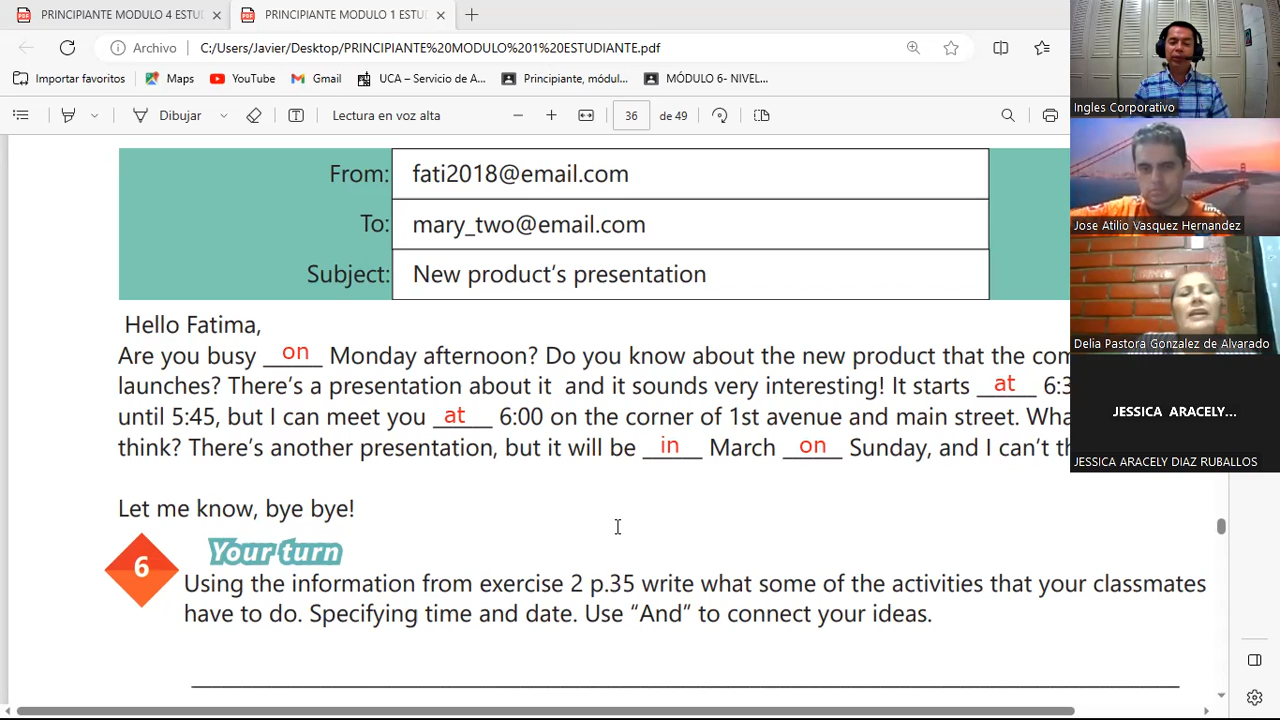 PRINCIPIANTE MODULO 4 ESTU
PRINCIPIANTE MODULO 1 ESTUI
Archivo
C:/Users/Javier/Desktop/PRINCIPIANTE%20MODULO%201%20ESTUDIANTE.pdf
Importar favoritos
Maps
YouTube
Gmail
UCA – Servicio de A...
Principiante, módul...
MÓDULO 6- NIVEL...
Dibujar
Lectura en voz alta
36
de 49
From: fati2018@email.com
To: mary_two@email.com
Subject: New product's presentation
Hello Fatima,
Are you busy on Monday afternoon? Do you know about the new product that the com
launches? There's a presentation about it and it sounds very interesting! It starts at 6:3
until 5:45, but I can meet you at 6:00 on the corner of 1st avenue and main street. Wha
think? There's another presentation, but it will be in March on Sunday, and I can't th
Let me know, bye bye!
6
Your turn
Using the information from exercise 2 p.35 write what some of the activities that your classmates
have to do. Specifying time and date. Use “And” to connect your ideas.
Ingles Corporativo
Jose Atilio Vasquez Hernandez
Delia Pastora Gonzalez de Alvarado
JESSICA ARACELY...
JESSICA ARACELY DIAZ RUBALLOS